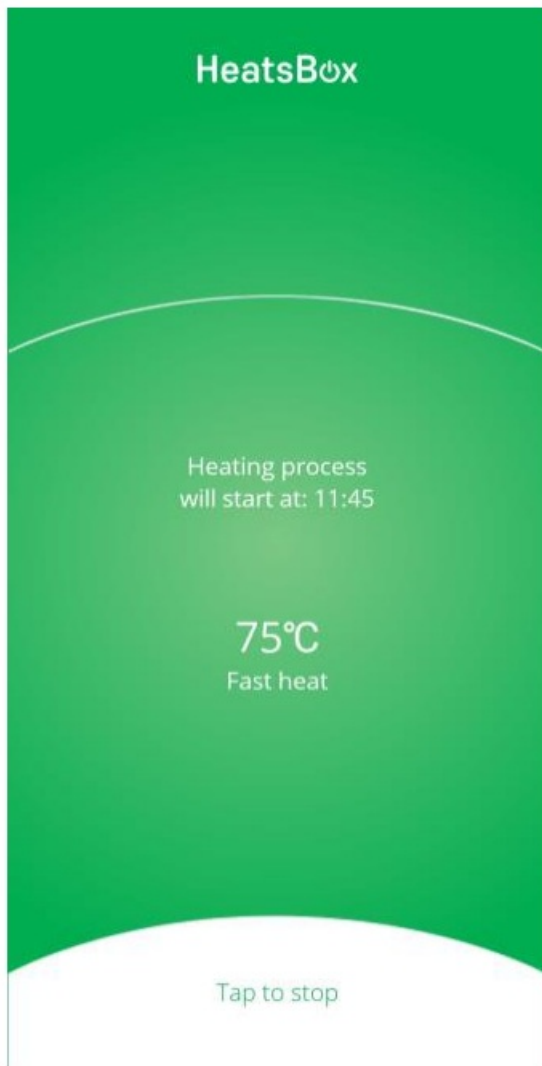 HeatsBox
Heating process
will start at: 11:45
75℃
Fast heat
Tap to stop